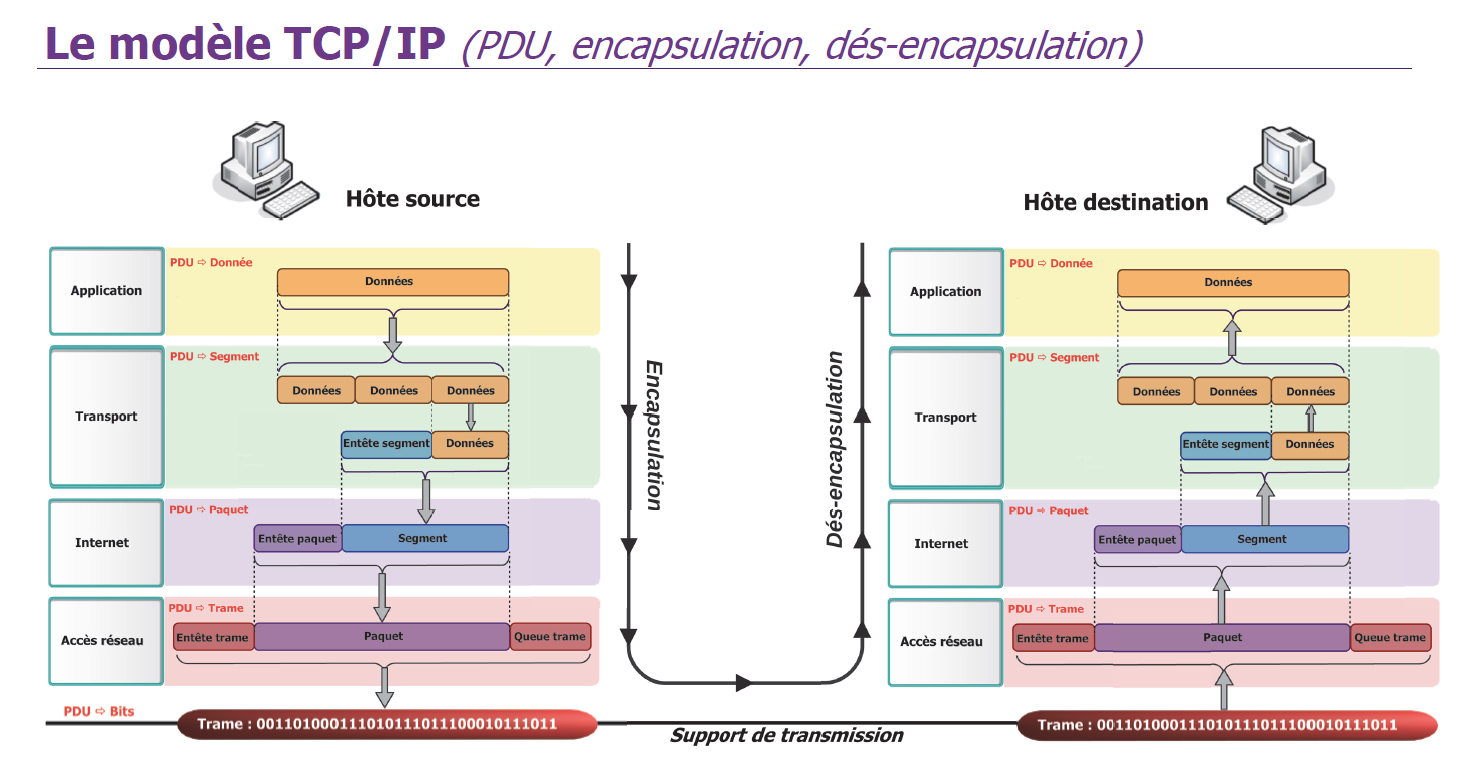 Le modèle TCP/IP (PDU, encapsulation, dés-encapsulation)
Hôte source
Hôte destination
Application
PDU ⇨ Donnée
Données
Transport
PDU ⇨ Segment
Données Données Données
Entête segment Données
Internet
PDU ⇨ Paquet
Entête paquet Segment
Accès réseau
PDU ⇨ Trame
Entête trame Paquet Queue trame
PDU ⇨ Bits
Trame : 001101000111010111011100010111011
Encapsulation
Dés-encapsulation
Support de transmission
Application
PDU ⇨ Donnée
Données
Transport
PDU ⇨ Segment
Données Données Données
Entête segment Données
Internet
PDU ⇨ Paquet
Entête paquet Segment
Accès réseau
PDU ⇨ Trame
Entête trame Paquet Queue trame
Trame : 001101000111010111011100010111011